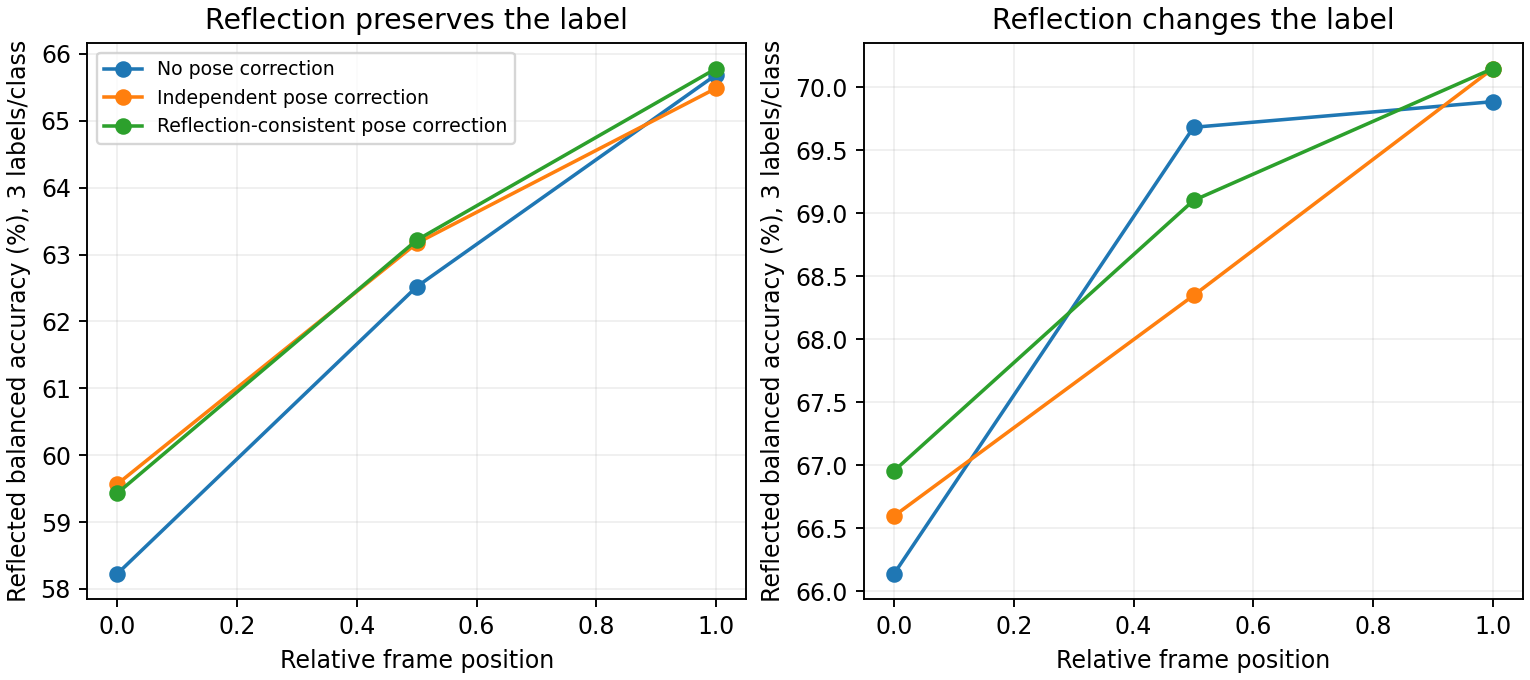 Reflection preserves the label
Reflected balanced accuracy (%), 3 labels/class
66
65
64
63
62
61
60
59
58
No pose correction
Independent pose correction
Reflection-consistent pose correction
0.0 0.2 0.4 0.6 0.8 1.0
Relative frame position
Reflection changes the label
Reflected balanced accuracy (%), 3 labels/class
70.0
69.5
69.0
68.5
68.0
67.5
67.0
66.5
66.0
0.0 0.2 0.4 0.6 0.8 1.0
Relative frame position